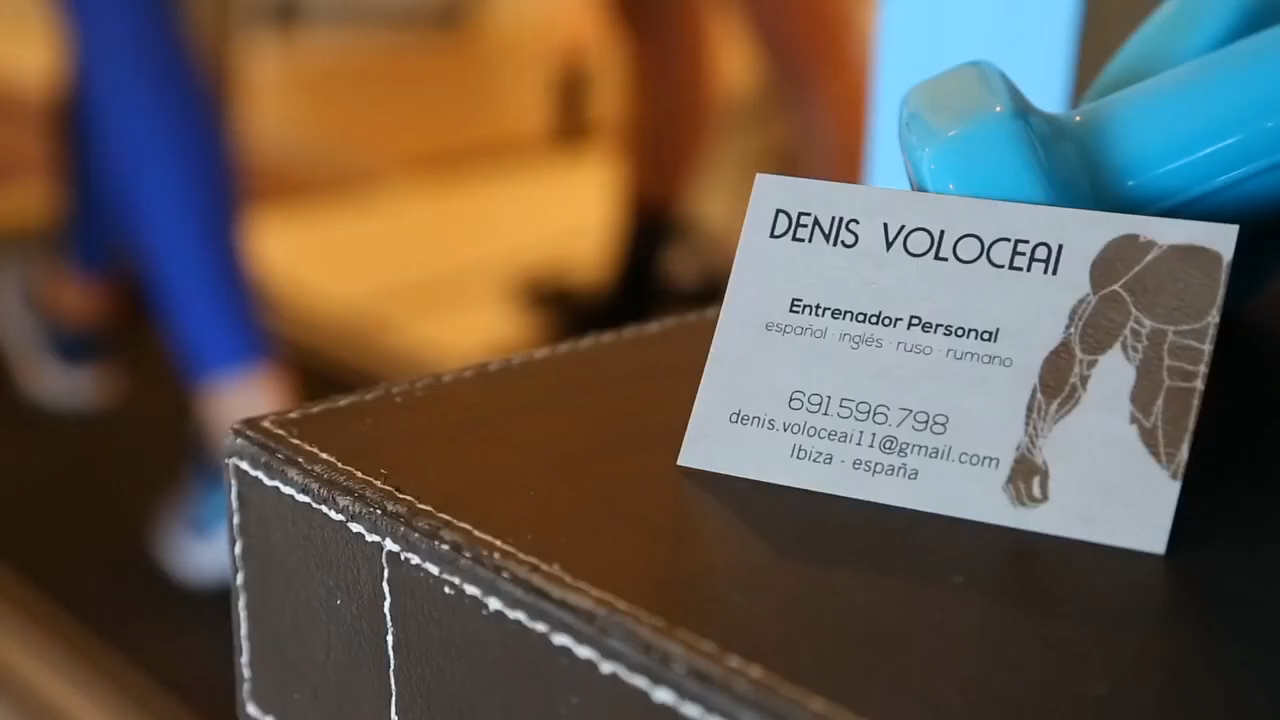 DENIS VOLOCEAI
Entrenador Personal
español · inglés · ruso · rumano
691.596.798
denis.voloceai11@gmail.com
Ibiza - españa